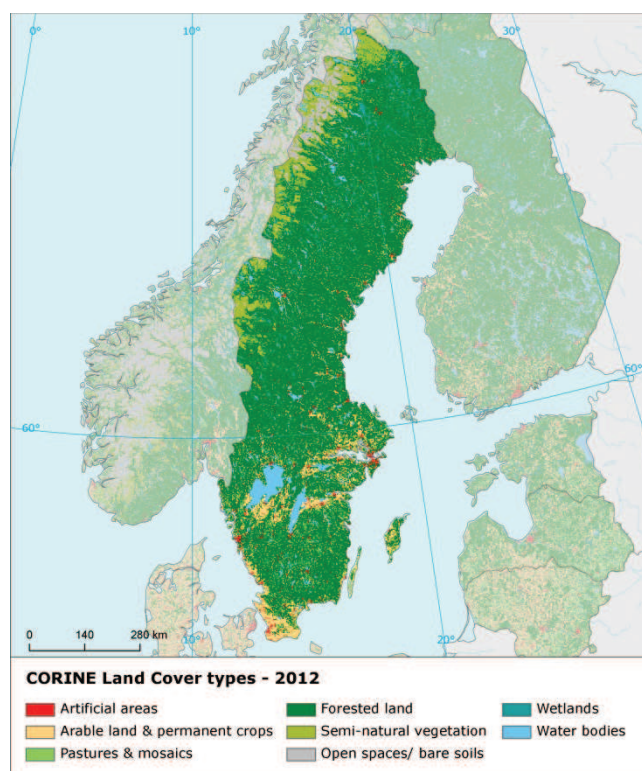 0° 10° 20° 30°
60°
60°
0 140 280 km
10° 20°
CORINE Land Cover types - 2012
Artificial areas Forested land Wetlands
Arable land & permanent crops Semi-natural vegetation Water bodies
Pastures & mosaics Open spaces/ bare soils